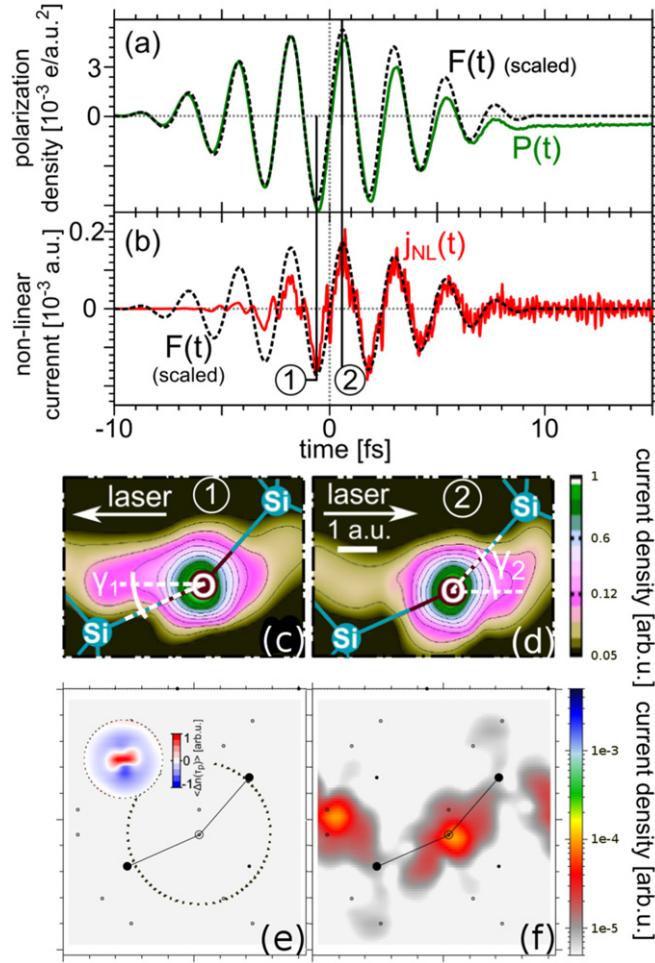 (a)
polarization
density [10⁻³ e/a.u.²]
3
0
F(t) (scaled)
P(t)
(b)
non-linear
currennt [10⁻³ a.u.]
0.2
0
jNL(t)
F(t)
(scaled)
1
2
-10
0
10
time [fs]
laser
1
Si
γ1
O
Si
(c)
laser
2
1 a.u.
Si
γ2
O
Si
(d)
1
0.6
0.12
0.05
current density [arb.u.]
1
0
-1
<Δn(rp)> [arb.u.]
(e)
(f)
1e-3
1e-4
1e-5
current density [arb.u.]